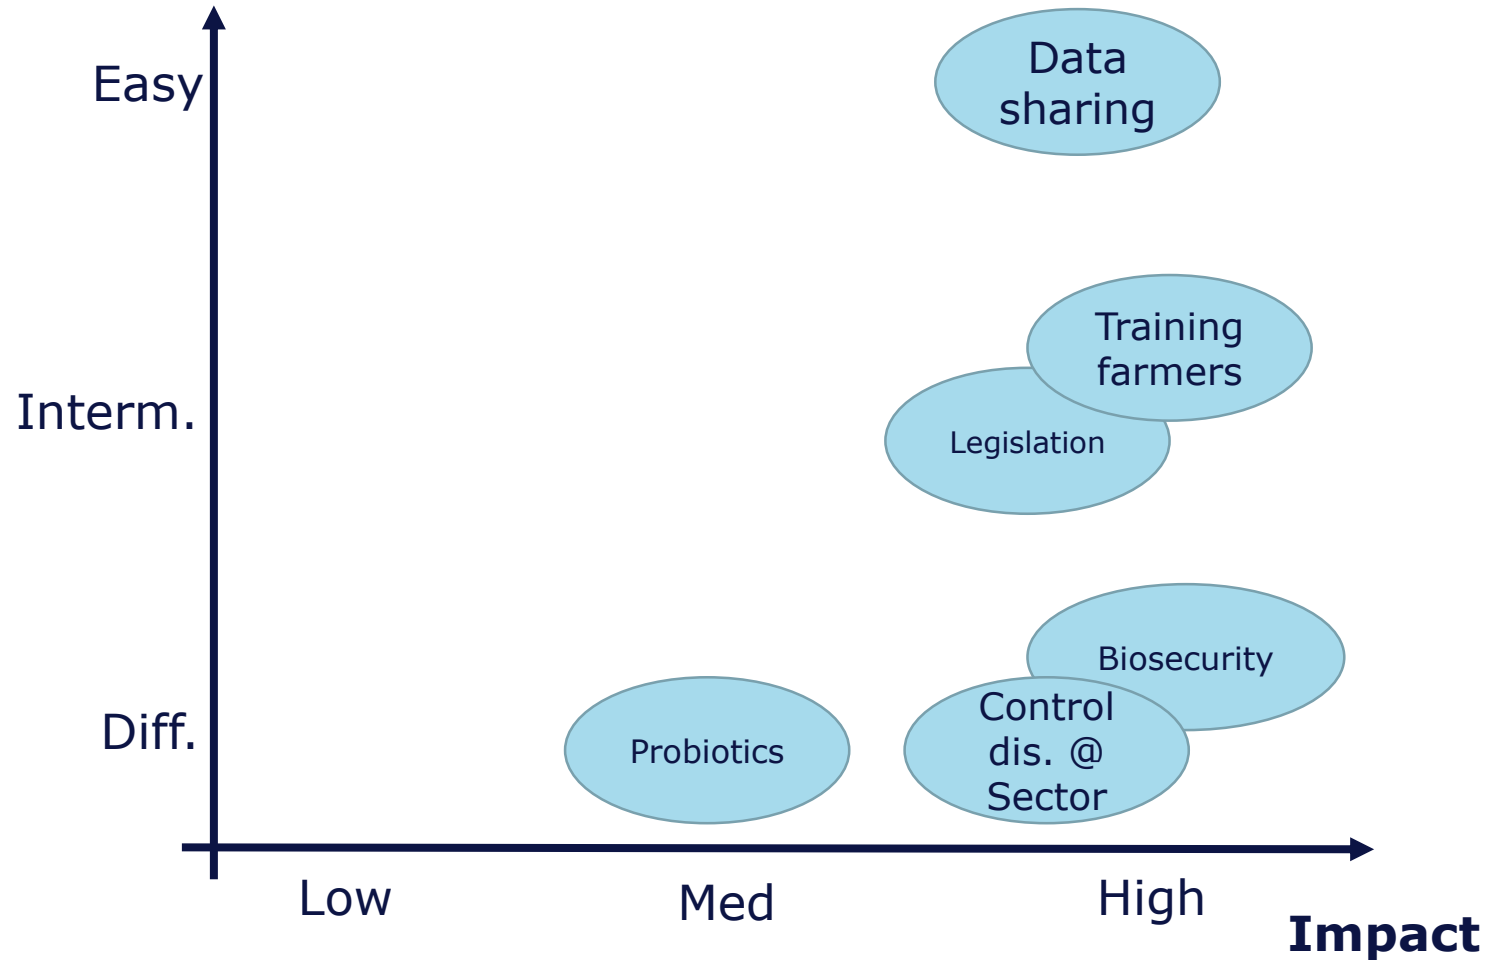 Easy
Data
sharing
Training
farmers
Interm.
Legislation
Biosecurity
Control
dis. @
Sector
Diff.
Probiotics
Low
Med
High
Impact